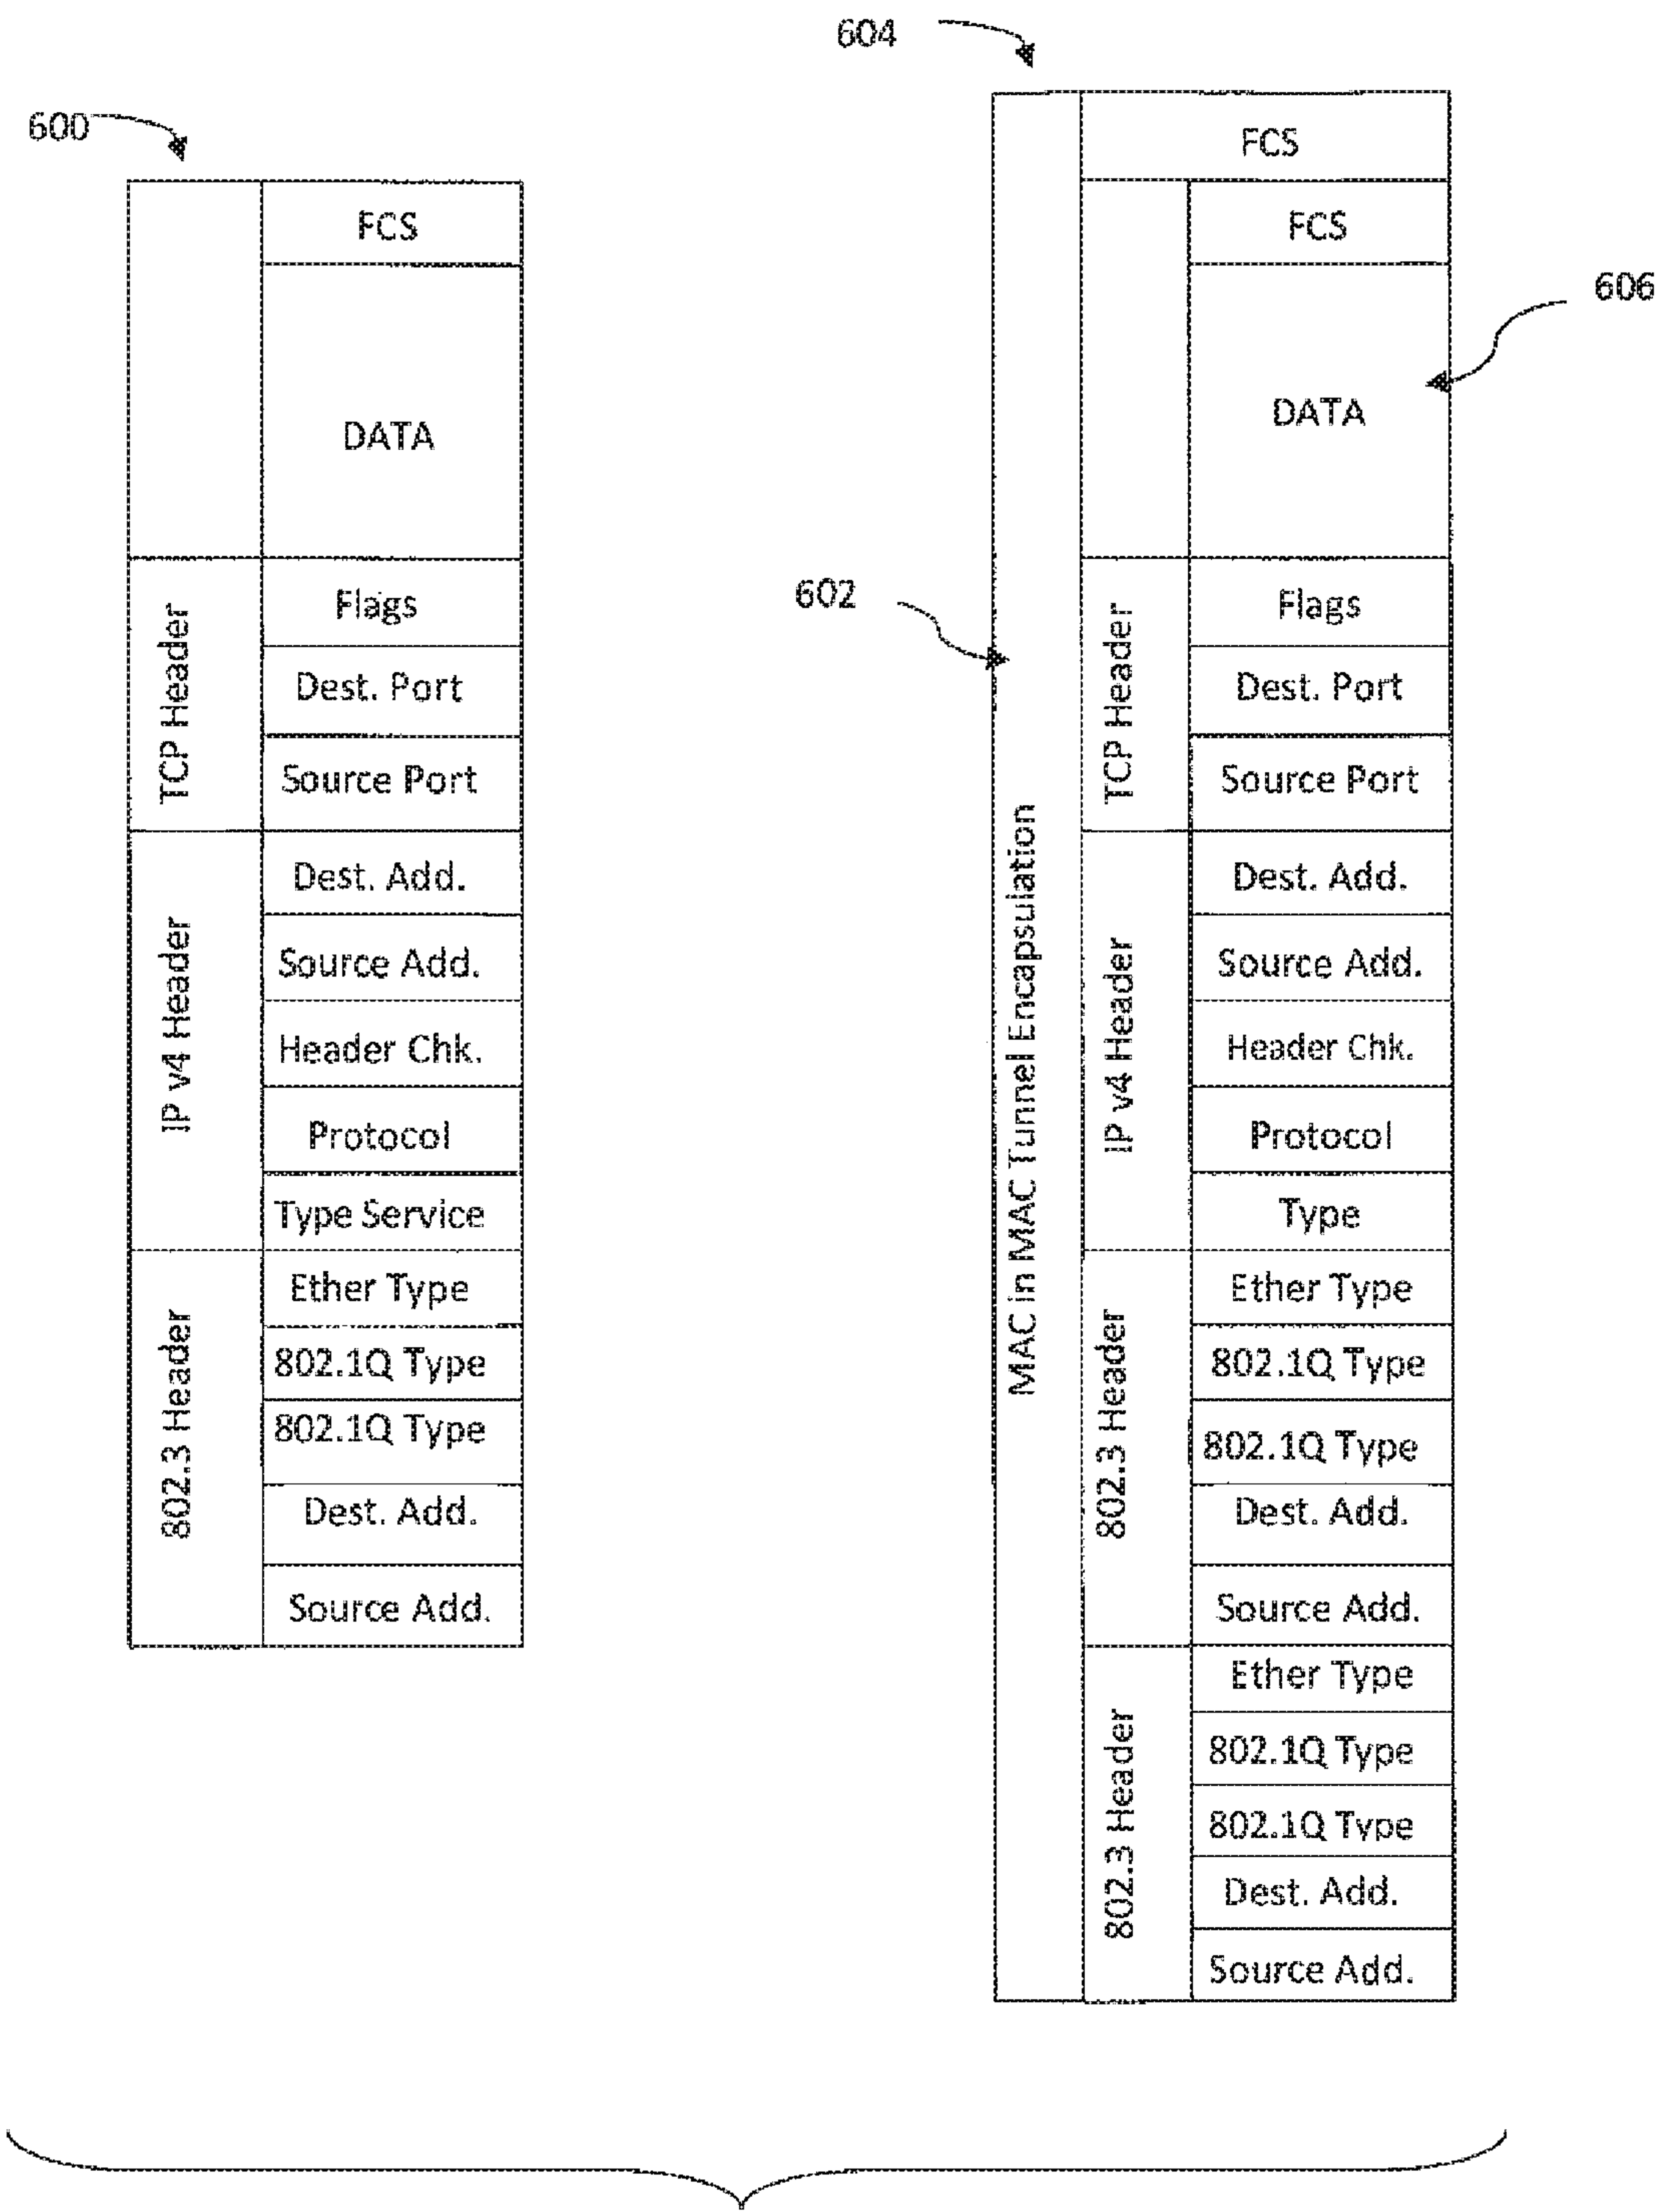 600
FCS
DATA
TCP Header
Flags
Dest. Port
Source Port
IP v4 Header
Dest. Add.
Source Add.
Header Chk.
Protocol
Type Service
802.3 Header
Ether Type
802.1Q Type
802.1Q Type
Dest. Add.
Source Add.
604
602
606
MAC in MAC Tunnel Encapsulation
FCS
FCS
DATA
TCP Header
Flags
Dest. Port
Source Port
IP v4 Header
Dest. Add.
Source Add.
Header Chk.
Protocol
Type
802.3 Header
Ether Type
802.1Q Type
802.1Q Type
Dest. Add.
Source Add.
802.3 Header
Ether Type
802.1Q Type
802.1Q Type
Dest. Add.
Source Add.